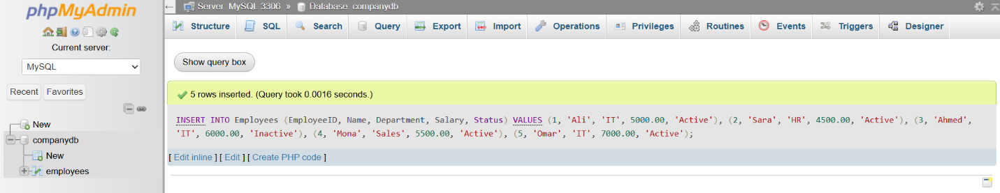 phpMyAdmin
Current server:
MySQL
Recent Favorites
New
companydb
New
employees
Server: MySQL 3306 » Database: companydb
Structure SQL Search Query Export Import Operations Privileges Routines Events Triggers Designer
Show query box
5 rows inserted. (Query took 0.0016 seconds.)
INSERT INTO Employees (EmployeeID, Name, Department, Salary, Status) VALUES (1, 'Ali', 'IT', 5000.00, 'Active'), (2, 'Sara', 'HR', 4500.00, 'Active'), (3, 'Ahmed',
'IT', 6000.00, 'Inactive'), (4, 'Mona', 'Sales', 5500.00, 'Active'), (5, 'Omar', 'IT', 7000.00, 'Active');
[ Edit inline ] [ Edit ] [ Create PHP code ]